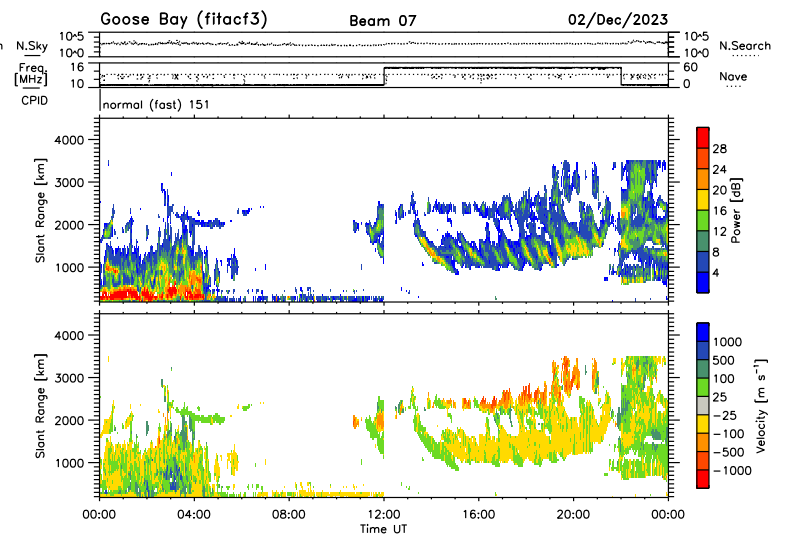 Goose Bay (fitacf3) Beam 07 02/Dec/2023
N.Sky 10^5 10^5 N.Search
10^0 10^0
Freq. 16 60 Nave
[MHz] 10 0
CPID normal (fast) 151
4000
3000
2000
1000
Slant Range [km]
28
24
20
16
12
8
4
Power [dB]
4000
3000
2000
1000
Slant Range [km]
1000
500
100
25
−25
−100
−500
−1000
Velocity [m s⁻¹]
00:00 04:00 08:00 12:00 16:00 20:00 00:00
Time UT